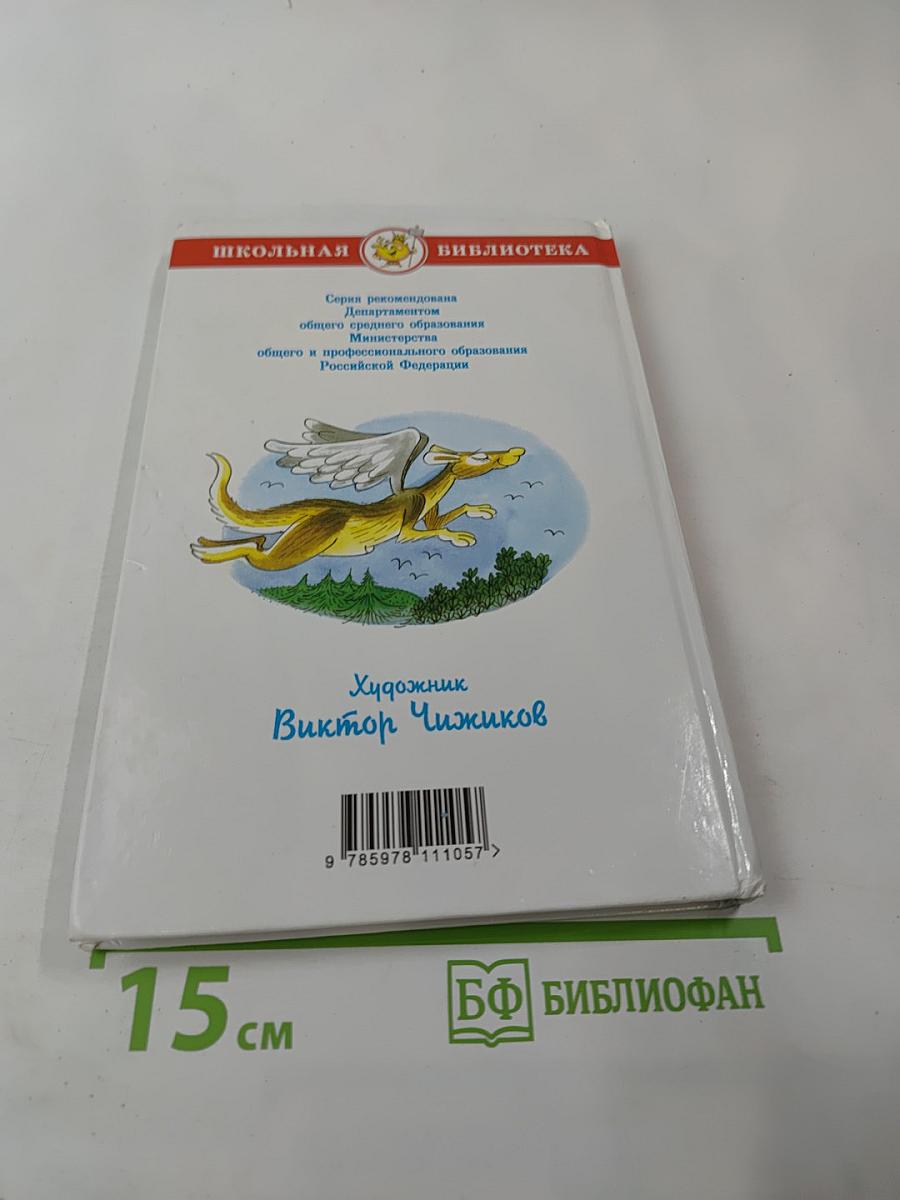 ШКОЛЬНАЯ БИБЛИОТЕКА
Серия рекомендована
Департаментом
общего среднего образования
Министерства
общего и профессионального образования
Российской Федерации
Художник
Виктор Чижиков
9 785978 111057 >
15 см
БФ БИБЛИОФАН